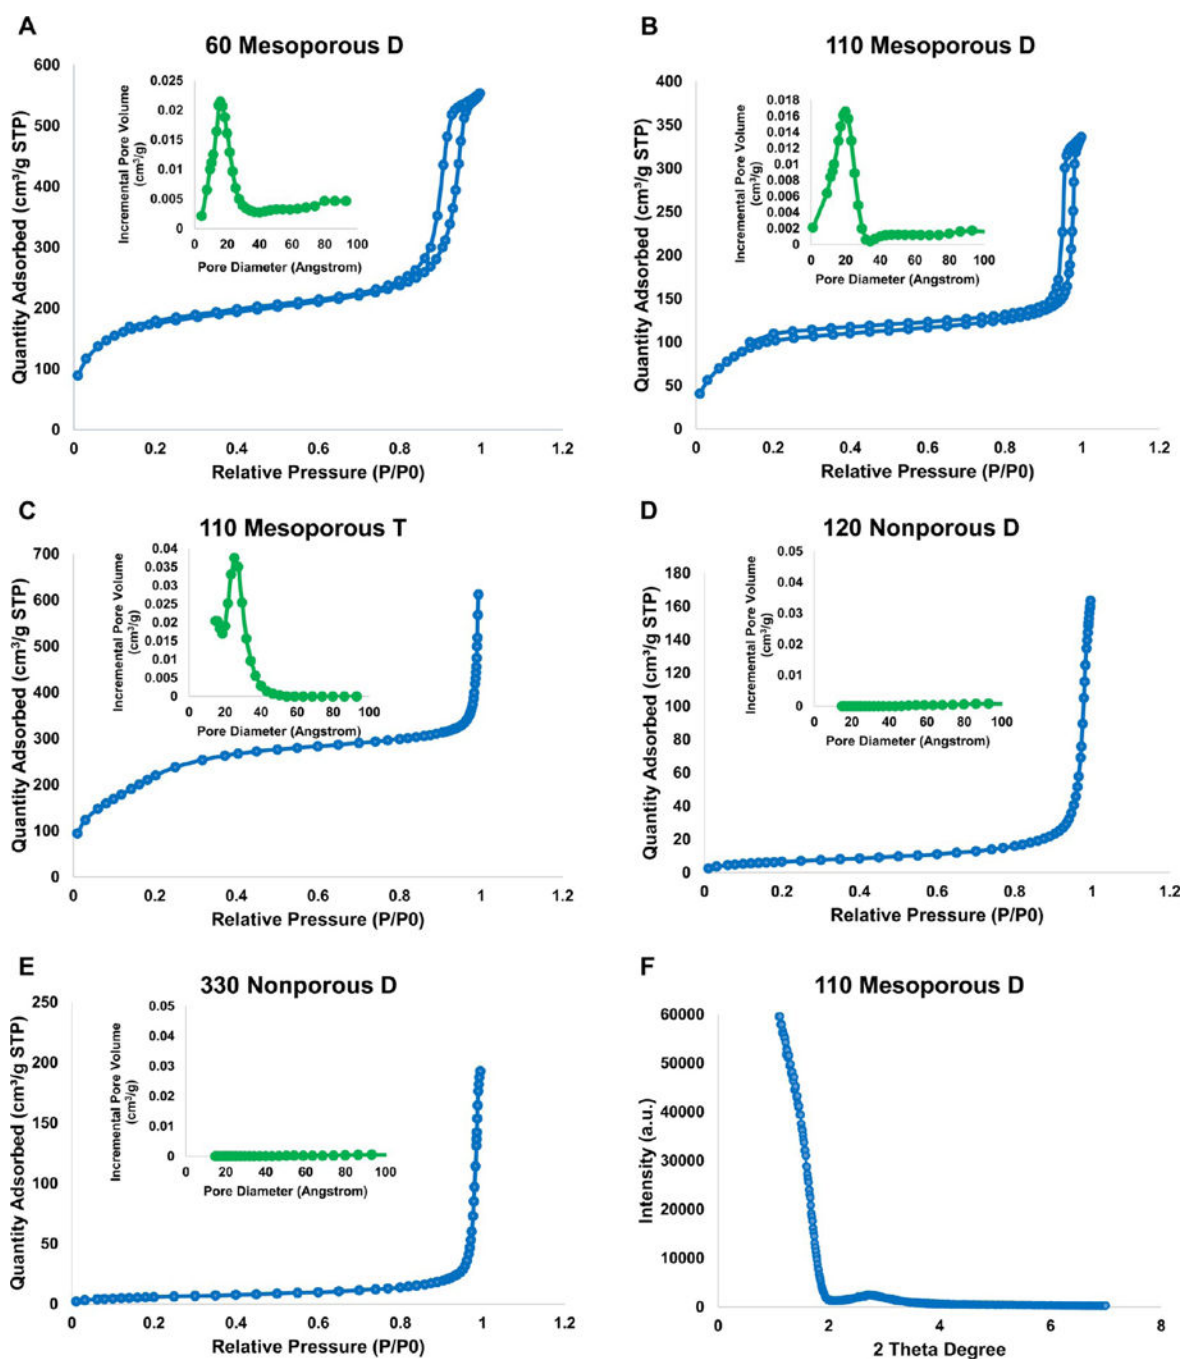 A
60 Mesoporous D
Quantity Adsorbed (cm³/g STP)
600
500
400
300
200
100
0
0 0.2 0.4 0.6 0.8 1 1.2
Relative Pressure (P/P0)
Incremental Pore Volume
(cm³/g)
0.025
0.02
0.015
0.01
0.005
0
0 20 40 60 80 100
Pore Diameter (Angstrom)
B
110 Mesoporous D
Quantity Adsorbed (cm³/g STP)
400
350
300
250
200
150
100
50
0
0 0.2 0.4 0.6 0.8 1 1.2
Relative Pressure (P/P0)
Incremental Pore Volume
(cm³/g)
0.018
0.016
0.014
0.012
0.01
0.008
0.006
0.004
0.002
0
0 20 40 60 80 100
Pore Diameter (Angstrom)
C
110 Mesoporous T
Quantity Adsorbed (cm³/g STP)
700
600
500
400
300
200
100
0
0 0.2 0.4 0.6 0.8 1 1.2
Relative Pressure (P/P0)
Incremental Pore Volume
(cm³/g)
0.04
0.035
0.03
0.025
0.02
0.015
0.01
0.005
0
0 20 40 60 80 100
Pore Diameter (Angstrom)
D
120 Nonporous D
Quantity Adsorbed (cm³/g STP)
180
160
140
120
100
80
60
40
20
0
0 0.2 0.4 0.6 0.8 1 1.2
Relative Pressure (P/P0)
Incremental Pore Volume
(cm³/g)
0.05
0.04
0.03
0.02
0.01
0
0 20 40 60 80 100
Pore Diameter (Angstrom)
E
330 Nonporous D
Quantity Adsorbed (cm³/g STP)
250
200
150
100
50
0
0 0.2 0.4 0.6 0.8 1 1.2
Relative Pressure (P/P0)
Incremental Pore Volume
(cm³/g)
0.05
0.04
0.03
0.02
0.01
0
0 20 40 60 80 100
Pore Diameter (Angstrom)
F
110 Mesoporous D
Intensity (a.u.)
60000
50000
40000
30000
20000
10000
0
0 2 4 6 8
2 Theta Degree